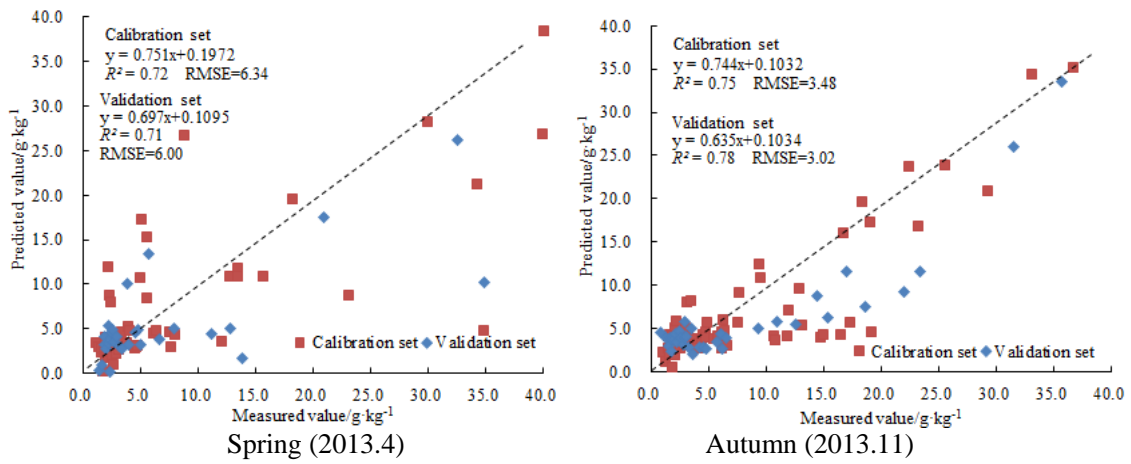 40.0
35.0
30.0
25.0
20.0
15.0
10.0
5.0
0.0
Predicted value/g·kg⁻¹
Calibration set
y = 0.751x+0.1972
R² = 0.72 RMSE=6.34
Validation set
y = 0.697x+0.1095
R² = 0.71
RMSE=6.00
Calibration set Validation set
0.0 5.0 10.0 15.0 20.0 25.0 30.0 35.0 40.0
Measured value/g·kg⁻¹
Spring (2013.4)
40.0
35.0
30.0
25.0
20.0
15.0
10.0
5.0
0.0
Predicted value/g·kg⁻¹
Calibration set
y = 0.744x+0.1032
R² = 0.75 RMSE=3.48
Validation set
y = 0.635x+0.1034
R² = 0.78 RMSE=3.02
Calibration set Validation set
0.0 5.0 10.0 15.0 20.0 25.0 30.0 35.0 40.0
Measured value/g·kg⁻¹
Autumn (2013.11)